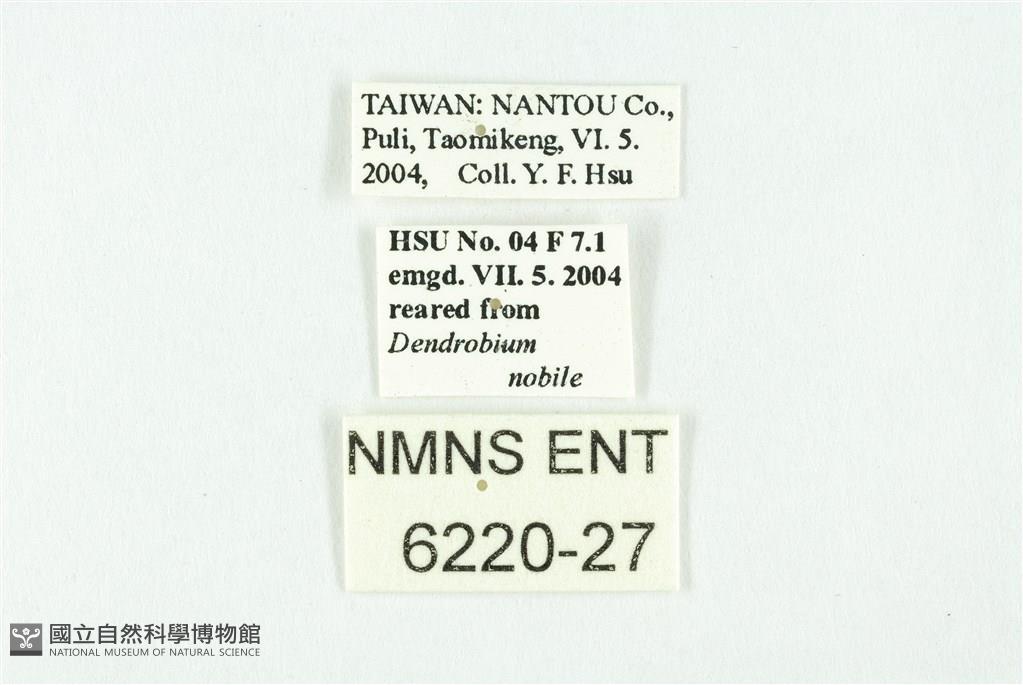 TAIWAN: NANTOU Co.,
Puli, Taomikeng, VI. 5.
2004, Coll. Y. F. Hsu
HSU No. 04 F 7.1
emgd. VII. 5. 2004
reared from
Dendrobium
nobile
NMNS ENT
6220-27
國立自然科學博物館
NATIONAL MUSEUM OF NATURAL SCIENCE